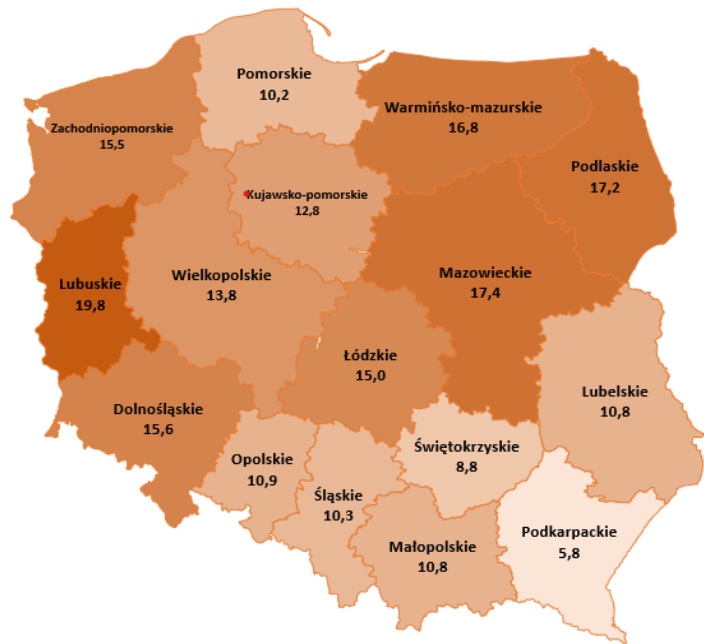 Pomorskie
10,2
Warmińsko-mazurskie
16,8
Zachodniopomorskie
15,5
Podlaskie
17,2
Kujawsko-pomorskie
12,8
Lubuskie
19,8
Wielkopolskie
13,8
Mazowieckie
17,4
Łódzkie
15,0
Lubelskie
10,8
Dolnośląskie
15,6
Świętokrzyskie
8,8
Opolskie
10,9
Śląskie
10,3
Podkarpackie
5,8
Małopolskie
10,8